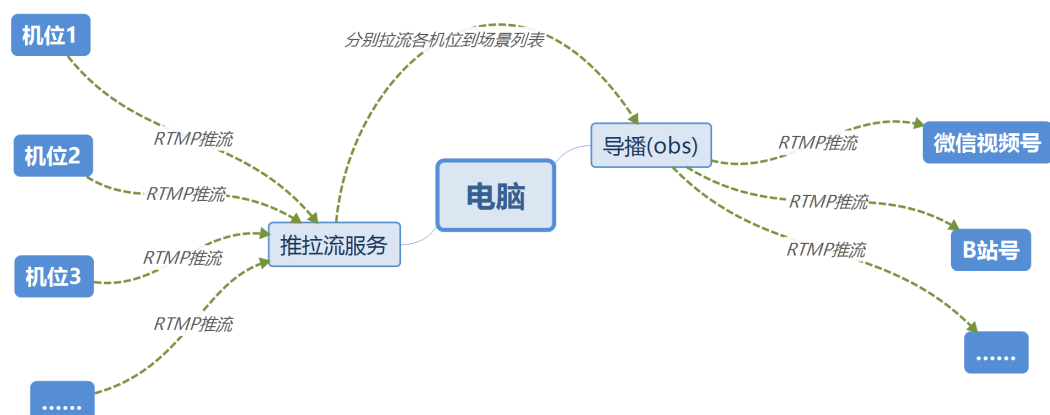 机位1
分别拉流各机位到场景列表
RTMP推流
导播(obs)
RTMP推流
微信视频号
机位2
RTMP推流
电脑
RTMP推流
推拉流服务
B站号
机位3
RTMP推流
RTMP推流
RTMP推流
......
......